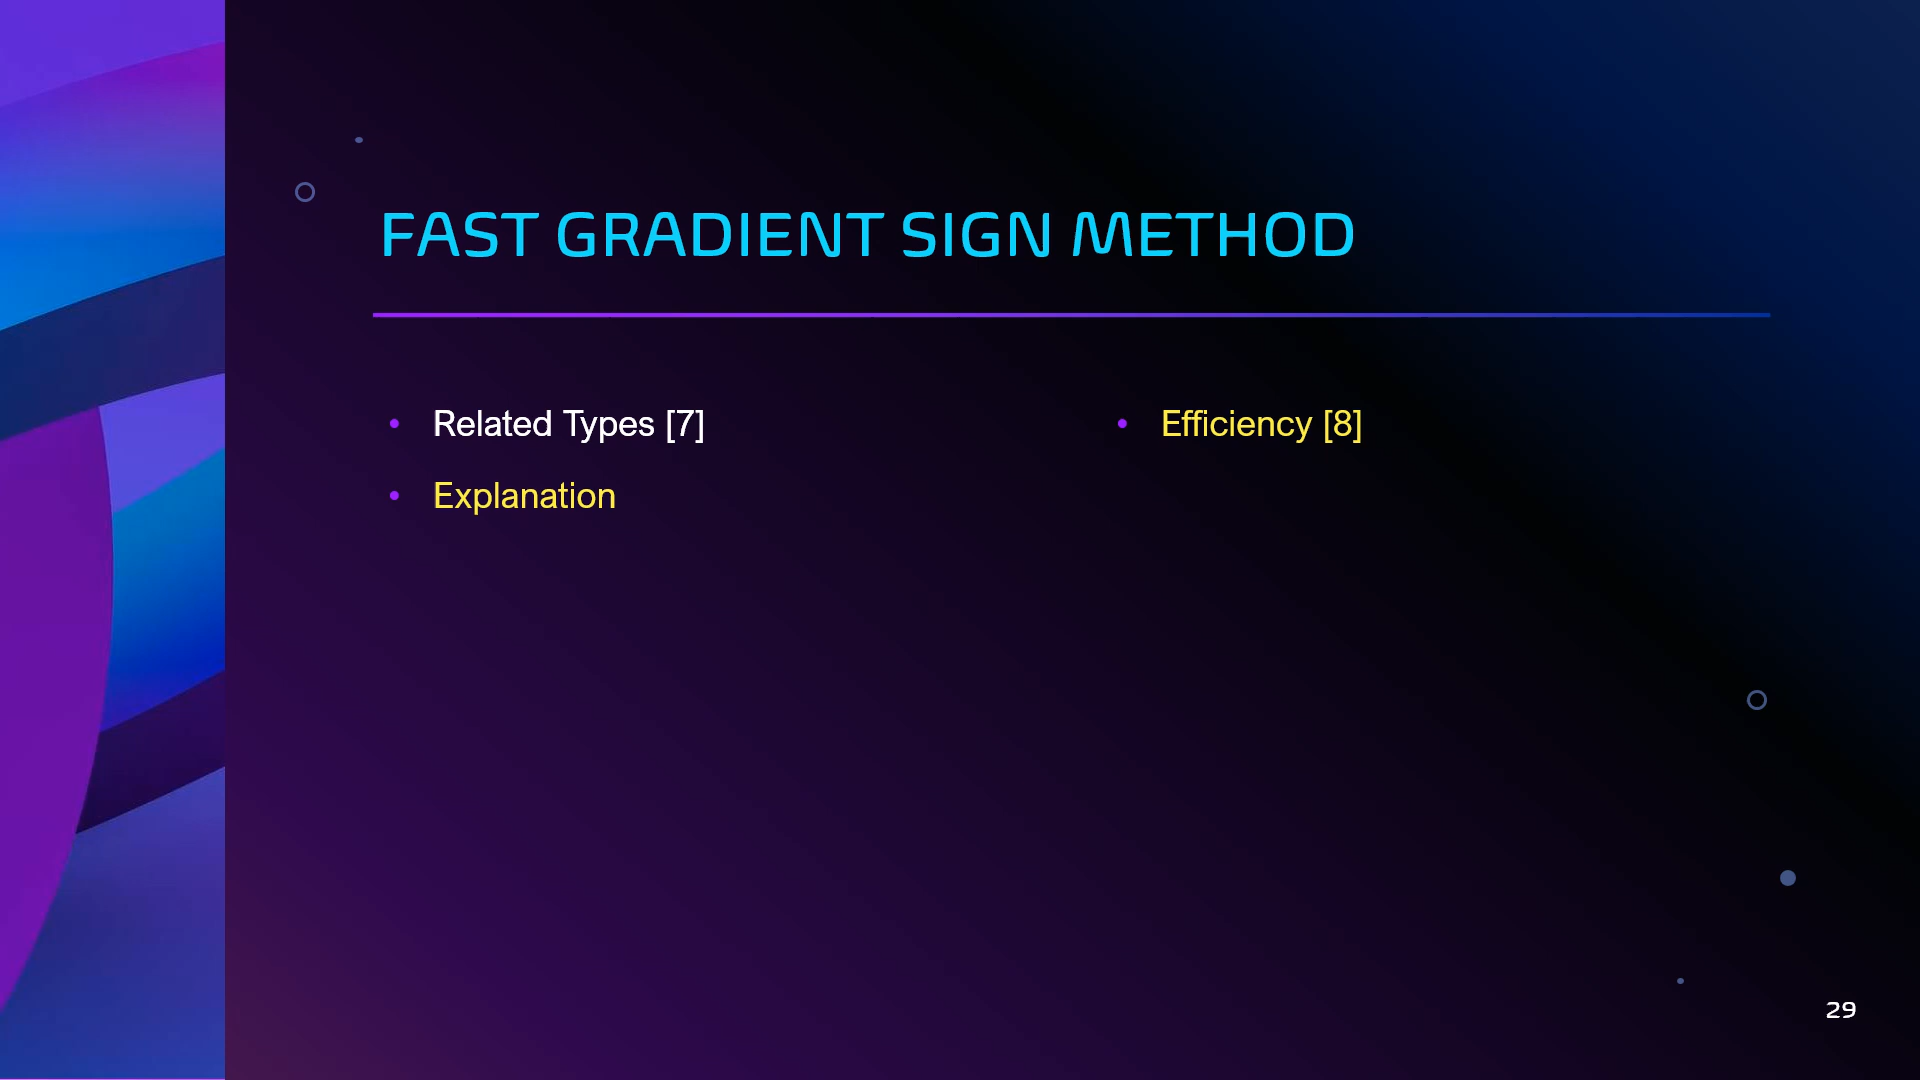 FAST GRADIENT SIGN METHOD
• Related Types [7]
• Explanation
• Efficiency [8]
29